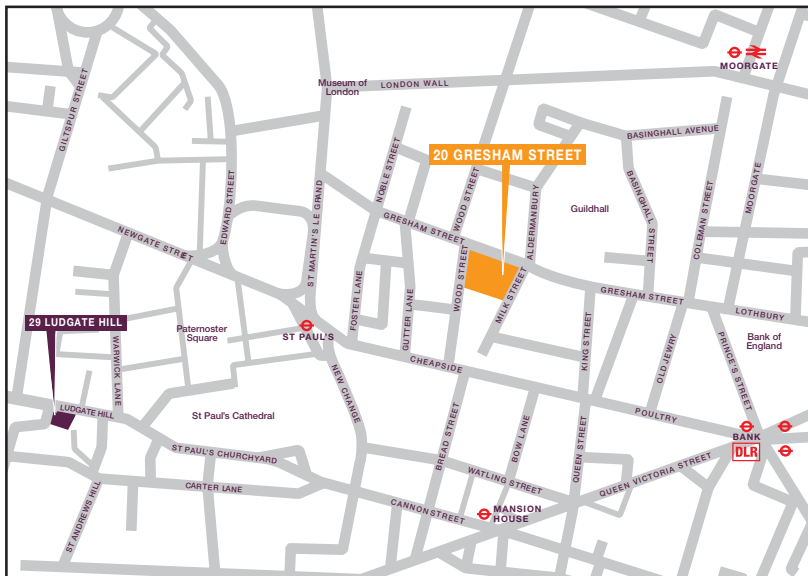 MOORGATE
Museum of
London
LONDON WALL
GILTSPUR STREET
BASINGHALL AVENUE
20 GRESHAM STREET
NOBLE STREET
WOOD STREET
ALDERMANBURY
Guildhall
BASINGHALL STREET
COLEMAN STREET
MOORGATE
EDWARD STREET
ST MARTIN'S LE GRAND
NEWGATE STREET
GRESHAM STREET
WOOD STREET
MILK STREET
GRESHAM STREET
LOTHBURY
29 LUDGATE HILL
WARWICK LANE
Paternoster
Square
ST PAUL'S
FOSTER LANE
GUTTER LANE
KING STREET
OLD JEWRY
PRINCE'S STREET
Bank of
England
CHEAPSIDE
NEW CHANGE
LUDGATE HILL
St Paul's Cathedral
POULTRY
BANK
DLR
BREAD STREET
BOW LANE
QUEEN STREET
ST PAUL'S CHURCHYARD
WATLING STREET
QUEEN VICTORIA STREET
CARTER LANE
CANNON STREET
MANSION
HOUSE
ST ANDREWS HILL